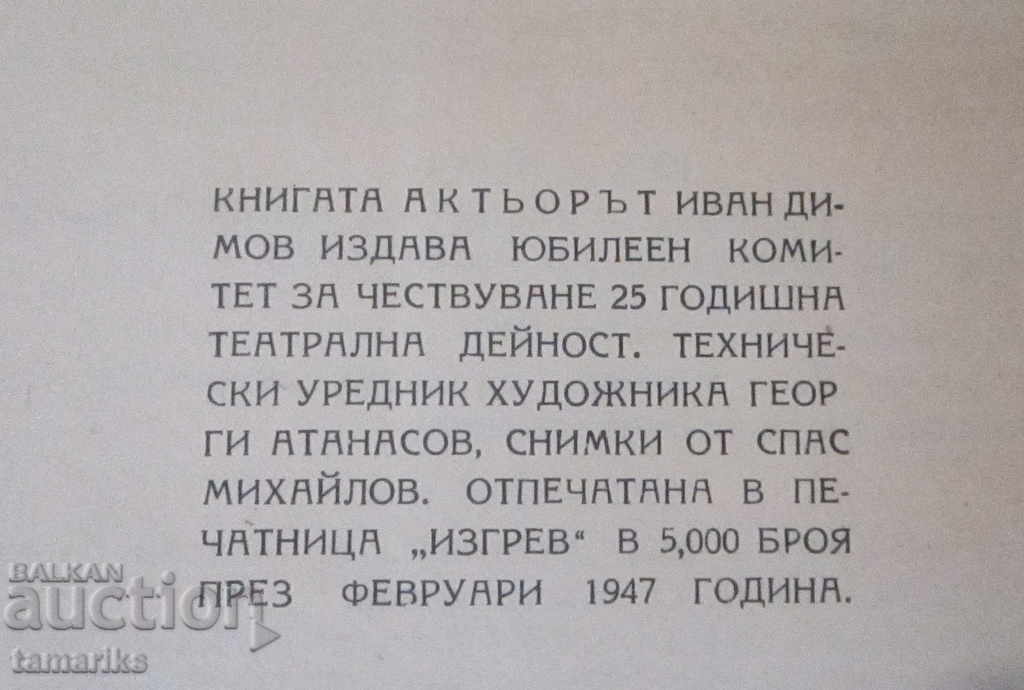 КНИГАТА АКТЬОРЪТ ИВАН ДИ-
МОВ ИЗДАВА ЮБИЛЕЕН КОМИ-
ТЕТ ЗА ЧЕСТВУВАНЕ 25 ГОДИШНА
ТЕАТРАЛНА ДЕЙНОСТ. ТЕХНИЧЕ-
СКИ УРЕДНИК ХУДОЖНИКА ГЕОР
ГИ АТАНАСОВ, СНИМКИ ОТ СПАС
МИХАЙЛОВ. ОТПЕЧАТАНА В ПЕ-
ЧАТНИЦА „ИЗГРЕВ“ В 5,000 БРОЯ
ПРЕЗ ФЕВРУАРИ 1947 ГОДИНА.
BALKAN
auction
tamariks